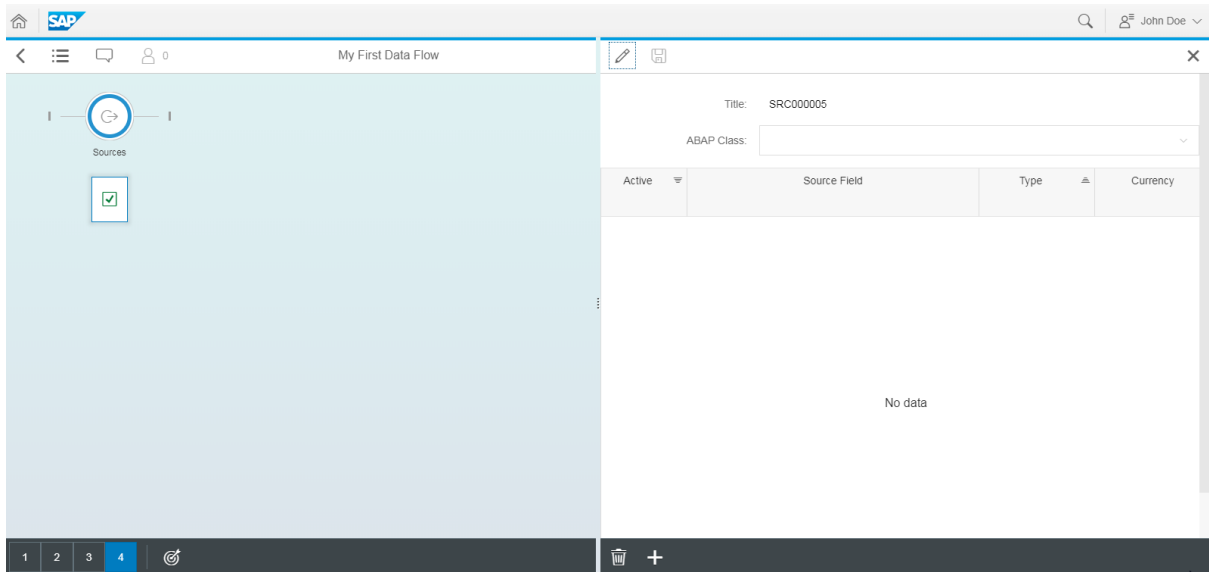 SAP
John Doe
0
My First Data Flow
Sources
1 2 3 4
Title: SRC000005
ABAP Class:
Active Source Field Type Currency
No data